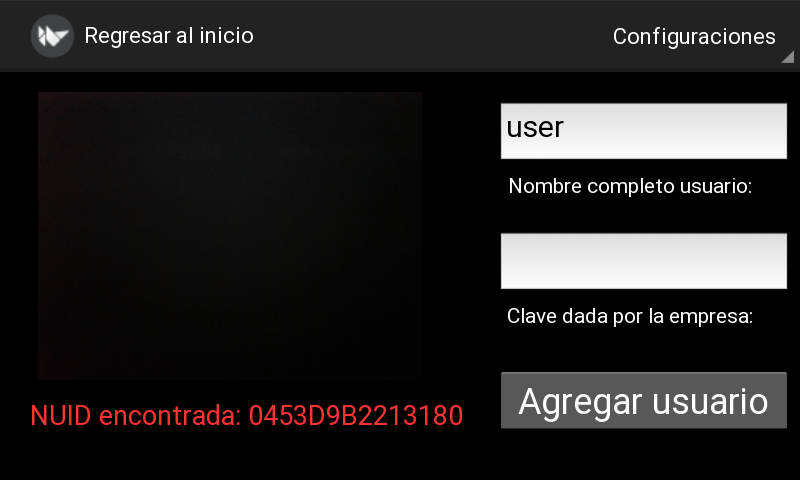 Regresar al inicio
Configuraciones
user
Nombre completo usuario:
Clave dada por la empresa:
Agregar usuario
NUID encontrada: 0453D9B2213180